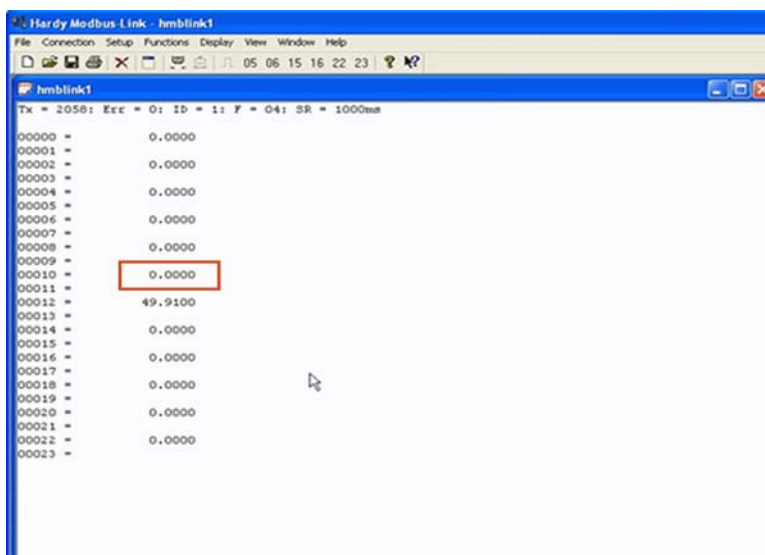 Hardy Modbus-Link - hmblink1
File Connection Setup Functions Display View Window Help
05 06 15 16 22 23
hmblink1
Tx = 2058: Err = 0: ID = 1: F = 04: SR = 1000ms
00000 = 0.0000
00001 =
00002 = 0.0000
00003 =
00004 = 0.0000
00005 =
00006 = 0.0000
00007 =
00008 = 0.0000
00009 =
00010 = 0.0000
00011 =
00012 = 49.9100
00013 =
00014 = 0.0000
00015 =
00016 = 0.0000
00017 =
00018 = 0.0000
00019 =
00020 = 0.0000
00021 =
00022 = 0.0000
00023 =